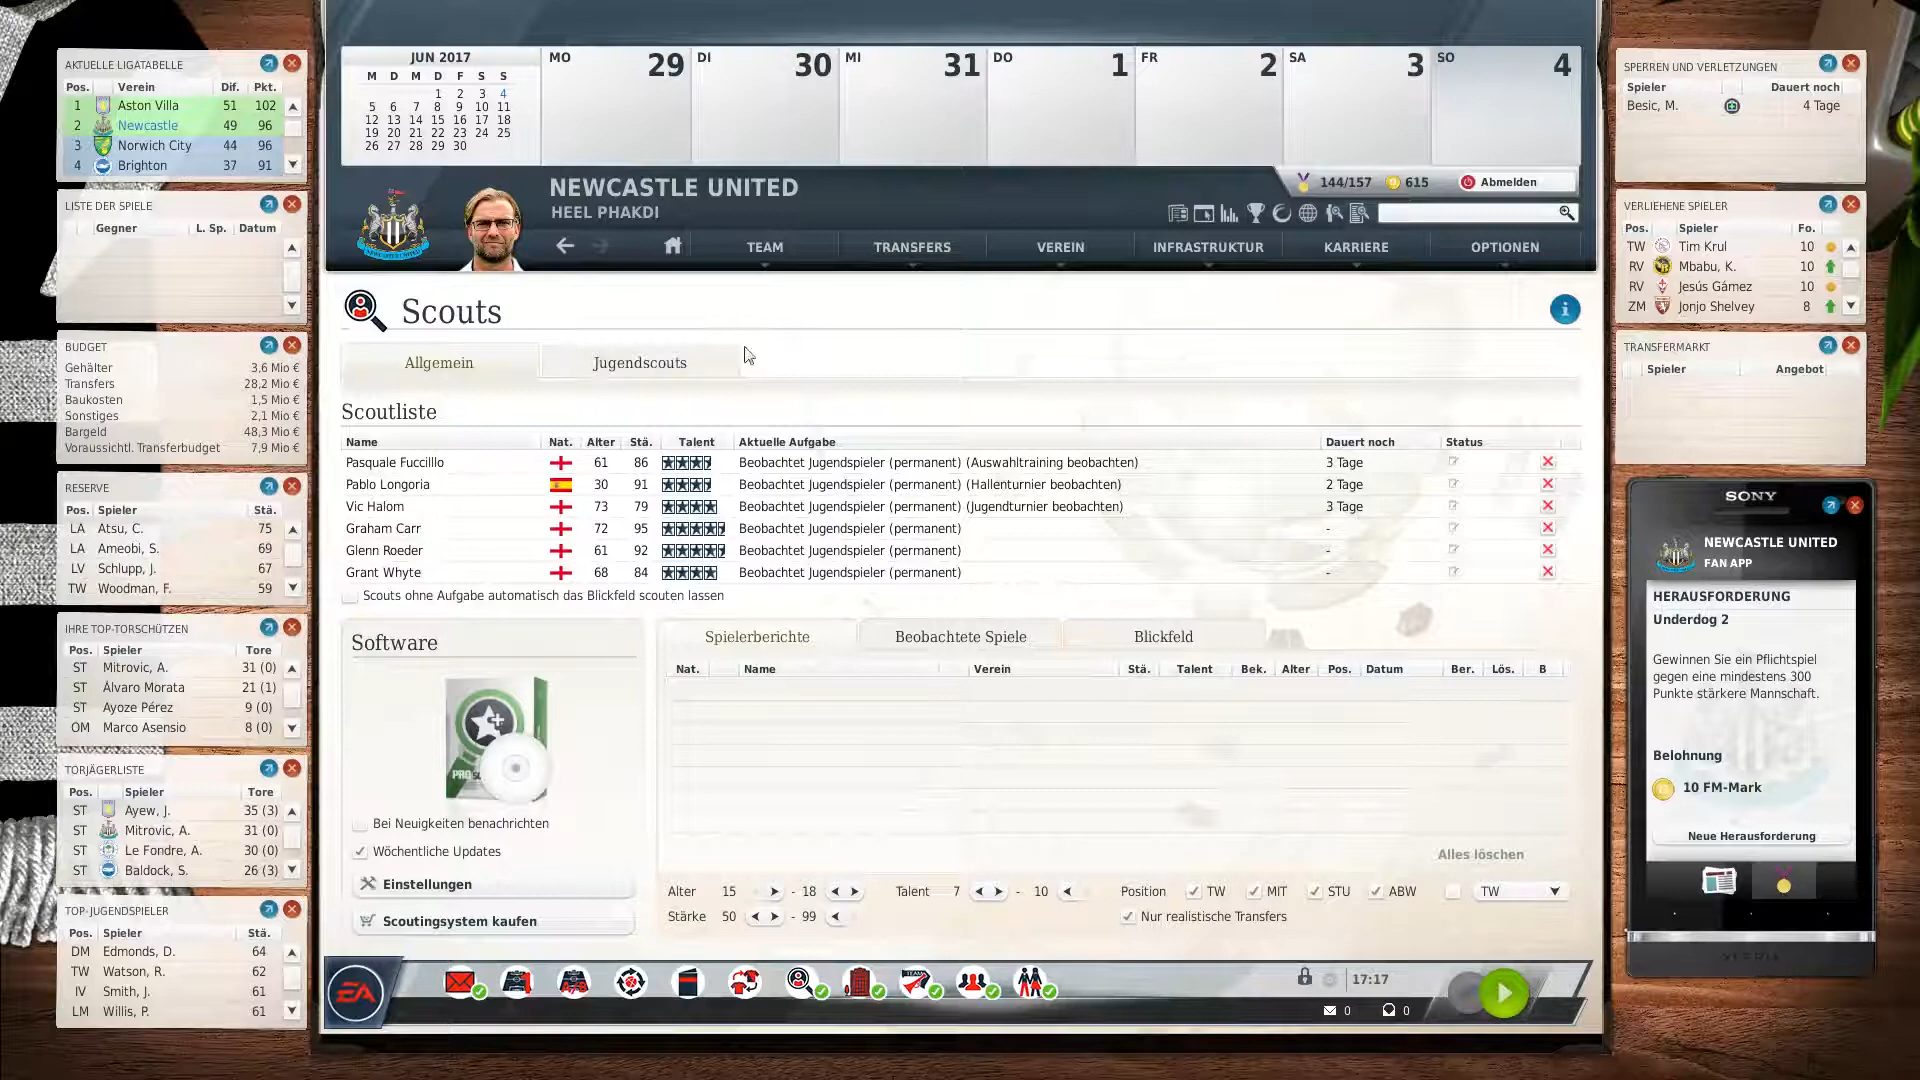 AKTUELLE LIGATABELLE
Pos. Verein Dif. Pkt.
1 Aston Villa 51 102
2 Newcastle 49 96
3 Norwich City 44 96
4 Brighton 37 91
LISTE DER SPIELE
Gegner L. Sp. Datum
BUDGET
Gehälter 3,6 Mio €
Transfers 28,2 Mio €
Baukosten 1,5 Mio €
Sonstiges 2,1 Mio €
Bargeld 48,3 Mio €
Voraussichtl. Transferbudget 7,9 Mio €
RESERVE
Pos. Spieler Stä.
LA Atsu, C. 75
LA Ameobi, S. 69
LV Schlupp, J. 67
TW Woodman, F. 59
IHRE TOP-TORSCHÜTZEN
Pos. Spieler Tore
ST Mitrovic, A. 31 (0)
ST Álvaro Morata 21 (1)
ST Ayoze Pérez 9 (0)
OM Marco Asensio 8 (0)
TORJÄGERLISTE
Pos. Spieler Tore
ST Ayew, J. 35 (3)
ST Mitrovic, A. 31 (0)
ST Le Fondre, A. 30 (0)
ST Baldock, S. 26 (3)
TOP-JUGENDSPIELER
Pos. Spieler Stä.
DM Edmonds, D. 64
TW Watson, R. 62
IV Smith, J. 61
LM Willis, P. 61
JUN 2017
M D M D F S S
1 2 3 4
5 6 7 8 9 10 11
12 13 14 15 16 17 18
19 20 21 22 23 24 25
26 27 28 29 30
MO 29 DI 30 MI 31 DO 1 FR 2 SA 3 SO 4
NEWCASTLE UNITED
HEEL PHAKDI
144/157 615 Abmelden
TEAM TRANSFERS VEREIN INFRASTRUKTUR KARRIERE OPTIONEN
Scouts
Allgemein Jugendscouts
Scoutliste
Name Nat. Alter Stä. Talent Aktuelle Aufgabe Dauert noch Status
Pasquale Fuccilllo 61 86 Beobachtet Jugendspieler (permanent) (Auswahltraining beobachten) 3 Tage
Pablo Longoria 30 91 Beobachtet Jugendspieler (permanent) (Hallenturnier beobachten) 2 Tage
Vic Halom 73 79 Beobachtet Jugendspieler (permanent) (Jugendturnier beobachten) 3 Tage
Graham Carr 72 95 Beobachtet Jugendspieler (permanent) -
Glenn Roeder 61 92 Beobachtet Jugendspieler (permanent) -
Grant Whyte 68 84 Beobachtet Jugendspieler (permanent) -
Scouts ohne Aufgabe automatisch das Blickfeld scouten lassen
Software
PRO
Bei Neuigkeiten benachrichten
Wöchentliche Updates
Einstellungen
Scoutingsystem kaufen
Spielerberichte Beobachtete Spiele Blickfeld
Nat. Name Verein Stä. Talent Bek. Alter Pos. Datum Ber. Lös. B
Alles löschen
Alter 15 - 18 Talent 7 - 10 Position TW MIT STU ABW TW
Stärke 50 - 99 Nur realistische Transfers
EA
A/B
TEAM
17:17
0 0
SPERREN UND VERLETZUNGEN
Spieler Dauert noch
Besic, M. 4 Tage
VERLIEHENE SPIELER
Pos. Spieler Fo.
TW Tim Krul 10
RV Mbabu, K. 10
RV Jesús Gámez 10
ZM Jonjo Shelvey 8
TRANSFERMARKT
Spieler Angebot
SONY
NEWCASTLE UNITED
FAN APP
HERAUSFORDERUNG
Underdog 2
Gewinnen Sie ein Pflichtspiel
gegen eine mindestens 300
Punkte stärkere Mannschaft.
Belohnung
10 FM-Mark
Neue Herausforderung
XPERIA